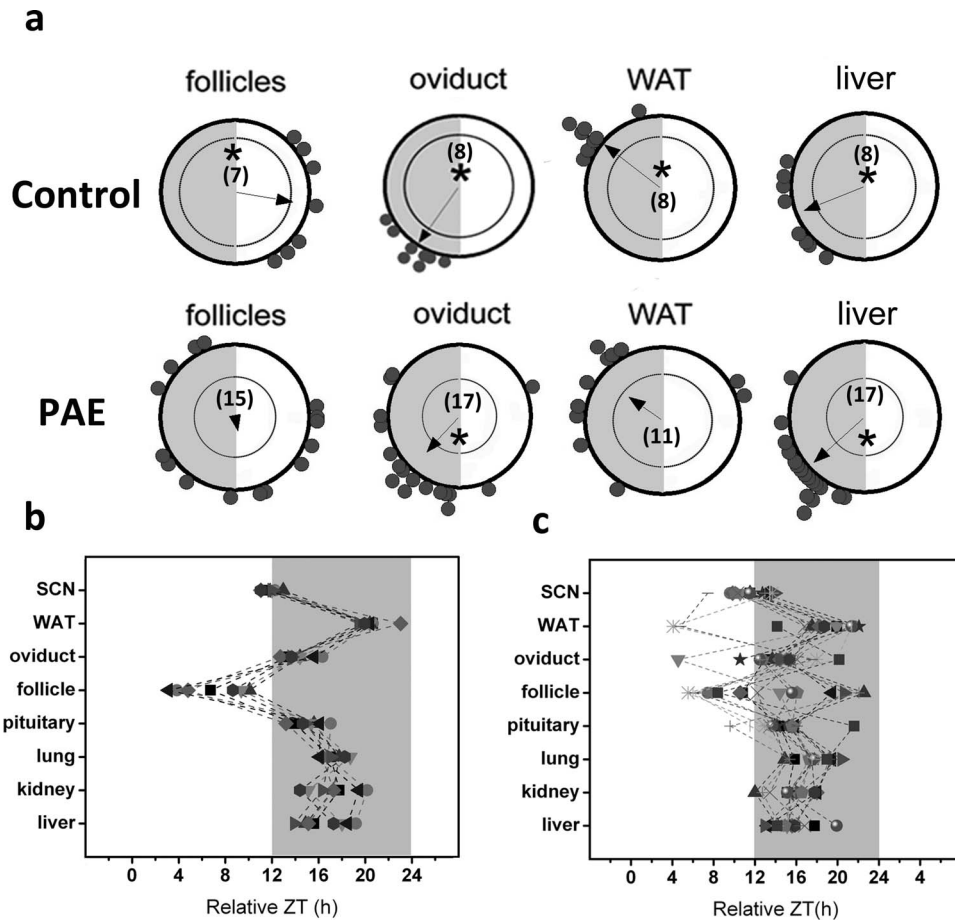 a
follicles oviduct WAT liver
Control
* (7) (8) * * (8) (8) *
follicles oviduct WAT liver
PAE
(15) (17) * (11) (17) *
b c
SCN SCN
WAT WAT
oviduct oviduct
follicle follicle
pituitary pituitary
lung lung
kidney kidney
liver liver
0 4 8 12 16 20 24 0 4 8 12 16 20 24 4
Relative ZT (h) Relative ZT(h)